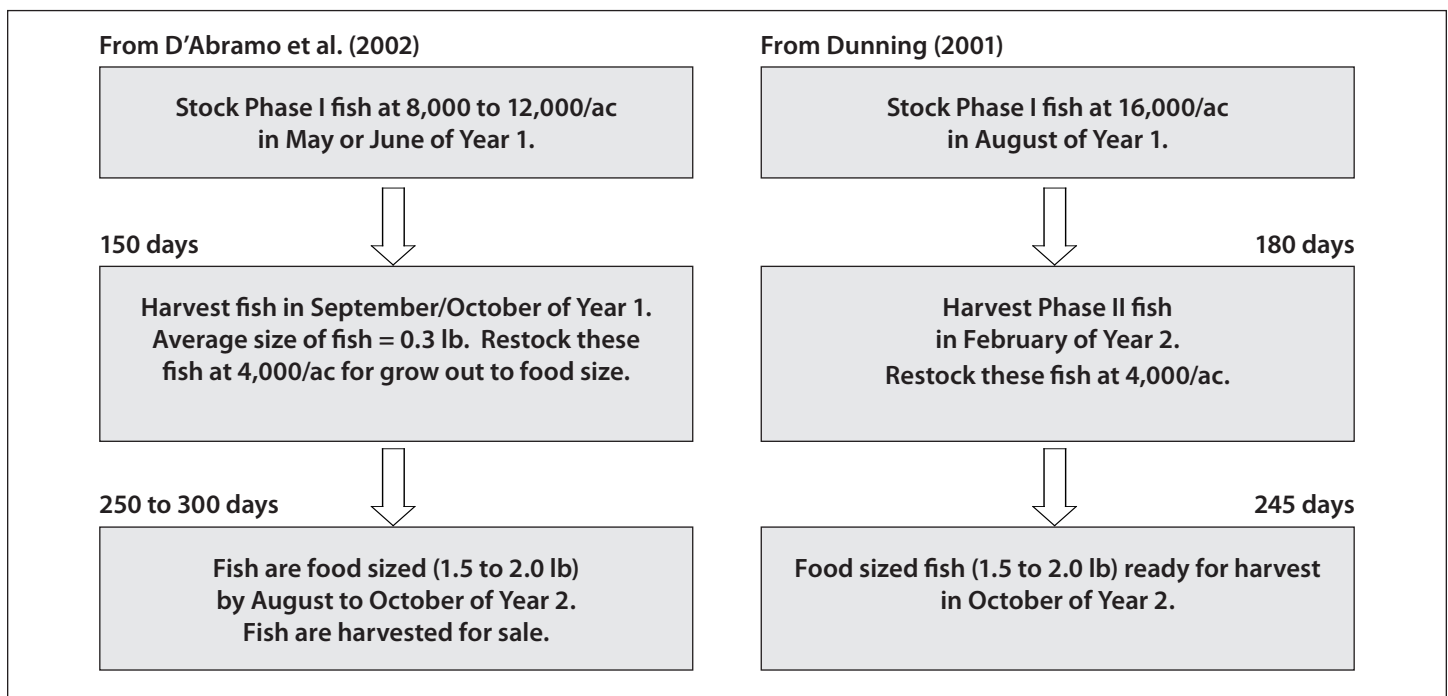 From D’Abramo et al. (2002)
Stock Phase I fish at 8,000 to 12,000/ac
in May or June of Year 1.
150 days
Harvest fish in September/October of Year 1.
Average size of fish = 0.3 lb. Restock these
fish at 4,000/ac for grow out to food size.
250 to 300 days
Fish are food sized (1.5 to 2.0 lb)
by August to October of Year 2.
Fish are harvested for sale.
From Dunning (2001)
Stock Phase I fish at 16,000/ac
in August of Year 1.
180 days
Harvest Phase II fish
in February of Year 2.
Restock these fish at 4,000/ac.
245 days
Food sized fish (1.5 to 2.0 lb) ready for harvest
in October of Year 2.